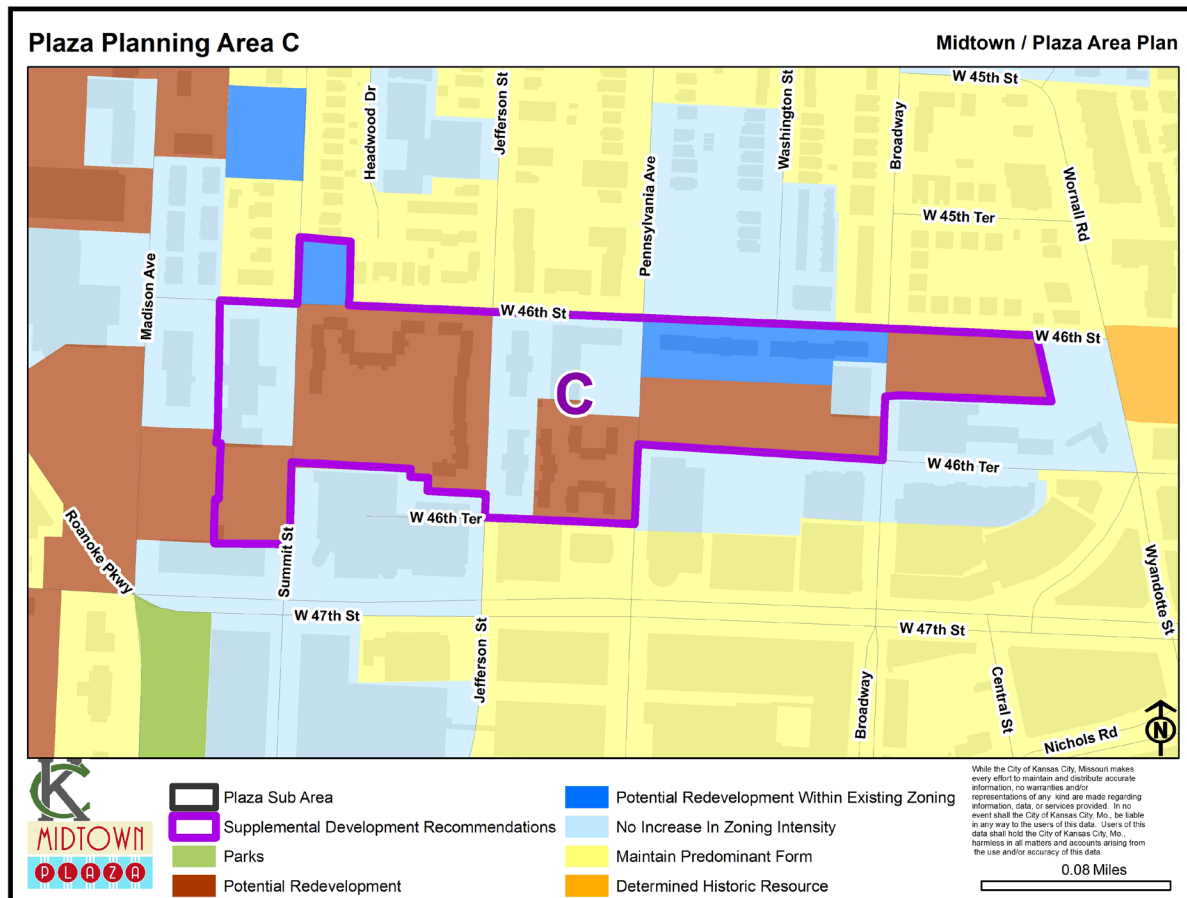 Plaza Planning Area C
Midtown / Plaza Area Plan
W 45th St
Headwood Dr
Jefferson St
Washington St
Broadway
Pennsylvania Ave
Wornall Rd
W 45th Ter
Madison Ave
W 46th St
W 46th St
C
W 46th Ter
W 46th Ter
Roanoke Pkwy
Summit St
Wyandotte St
W 47th St
W 47th St
Jefferson St
Broadway
Central St
Nichols Rd
N
KC
MIDTOWN
PLAZA
Plaza Sub Area
Supplemental Development Recommendations
Parks
Potential Redevelopment
Potential Redevelopment Within Existing Zoning
No Increase In Zoning Intensity
Maintain Predominant Form
Determined Historic Resource
While the City of Kansas City, Missouri makes
every effort to maintain and distribute accurate
information, no warranties and/or
representations of any kind are made regarding
information, data, or services provided. In no
event shall the City of Kansas City, Mo., be liable
in any way to the users of this data. Users of this
data shall hold the City of Kansas City, Mo.,
harmless in all matters and accounts arising from
the use and/or accuracy of this data.
0.08 Miles